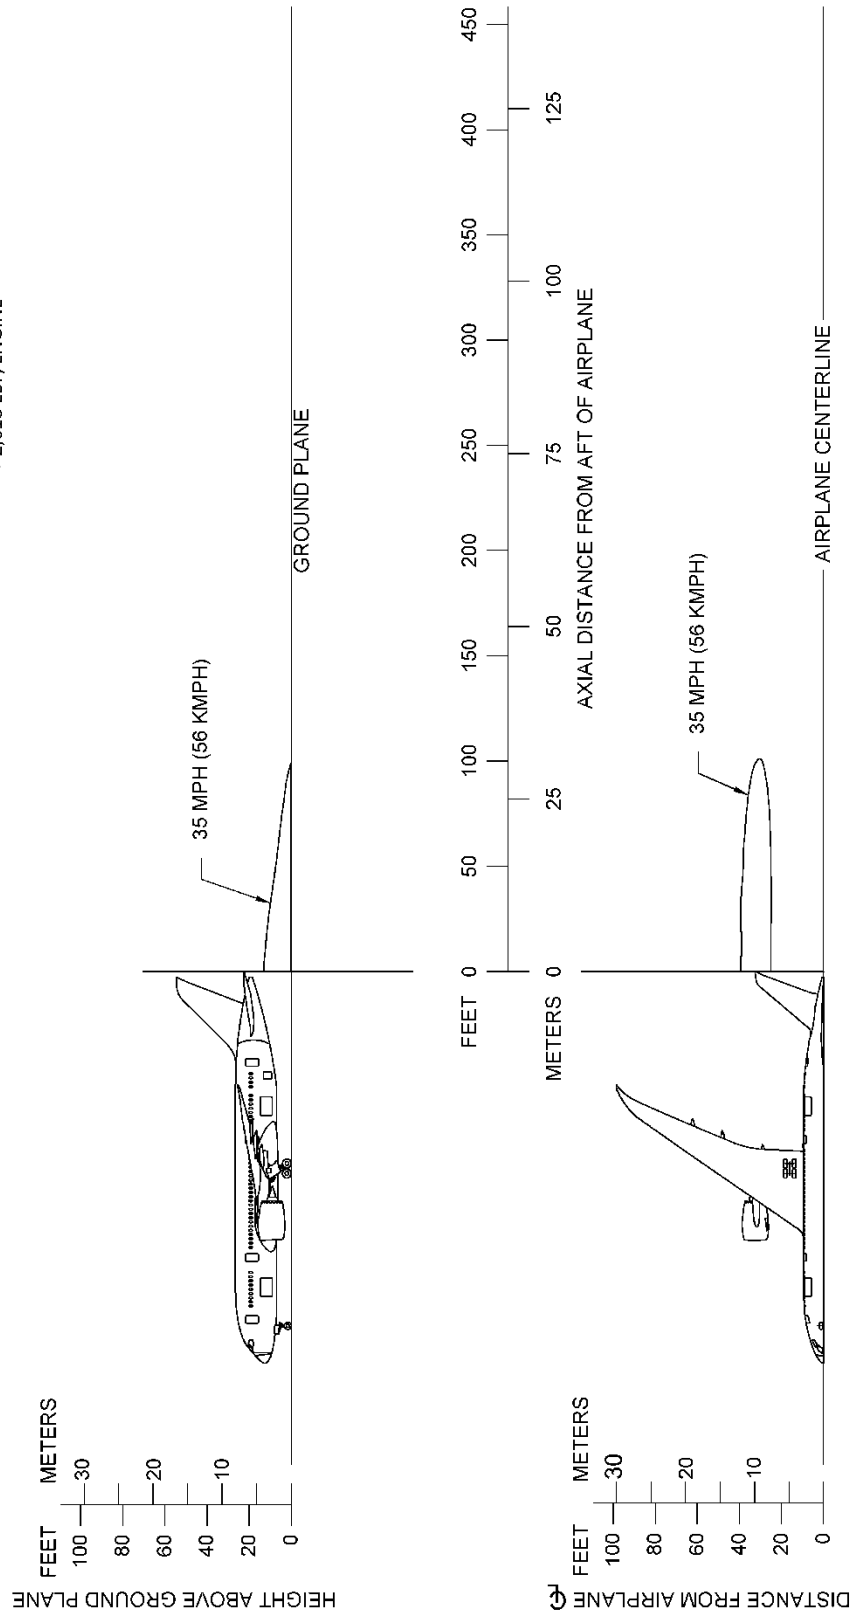 HEIGHT ABOVE GROUND PLANE
FEET
METERS
100
80
60
40
20
0
30
20
10
35 MPH (56 KMPH)
GROUND PLANE
FEET
0
50
100
150
200
250
300
350
400
450
METERS
0
25
50
75
100
125
AXIAL DISTANCE FROM AFT OF AIRPLANE
DISTANCE FROM AIRPLANE ℄
FEET
METERS
100
80
60
40
20
0
30
20
10
35 MPH (56 KMPH)
AIRPLANE CENTERLINE